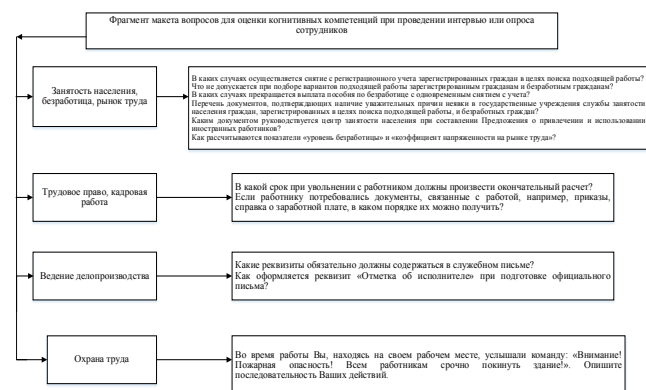 Фрагмент макета вопросов для оценки когнитивных компетенций при проведении интервью или опроса
сотрудников
Занятость населения,
безработица, рынок труда
В каких случаях осуществляется снятие с регистрационного учета зарегистрированных граждан в целях поиска подходящей работы?
Что не допускается при подборе вариантов подходящей работы зарегистрированным гражданам и безработным гражданам?
В каких случаях прекращается выплата пособия по безработице с одновременным снятием с учета?
Перечень документов, подтверждающих наличие уважительных причин неявки в государственные учреждения службы занятости
населения граждан, зарегистрированных в целях поиска подходящей работы, и безработных граждан?
Каким документом руководствуется центр занятости населения при составлении Предложения о привлечении и использовании
иностранных работников?
Как рассчитываются показатели «уровень безработицы» и «коэффициент напряженности на рынке труда»?
Трудовое право, кадровая
работа
В какой срок при увольнении с работником должны произвести окончательный расчет?
Если работнику потребовались документы, связанные с работой, например, приказы,
справка о заработной плате, в каком порядке их можно получить?
Ведение делопроизводства
Какие реквизиты обязательно должны содержаться в служебном письме?
Как оформляется реквизит «Отметка об исполнителе» при подготовке официального
письма?
Охрана труда
Во время работы Вы, находясь на своем рабочем месте, услышали команду: «Внимание!
Пожарная опасность! Всем работникам срочно покинуть здание!». Опишите
последовательность Ваших действий.